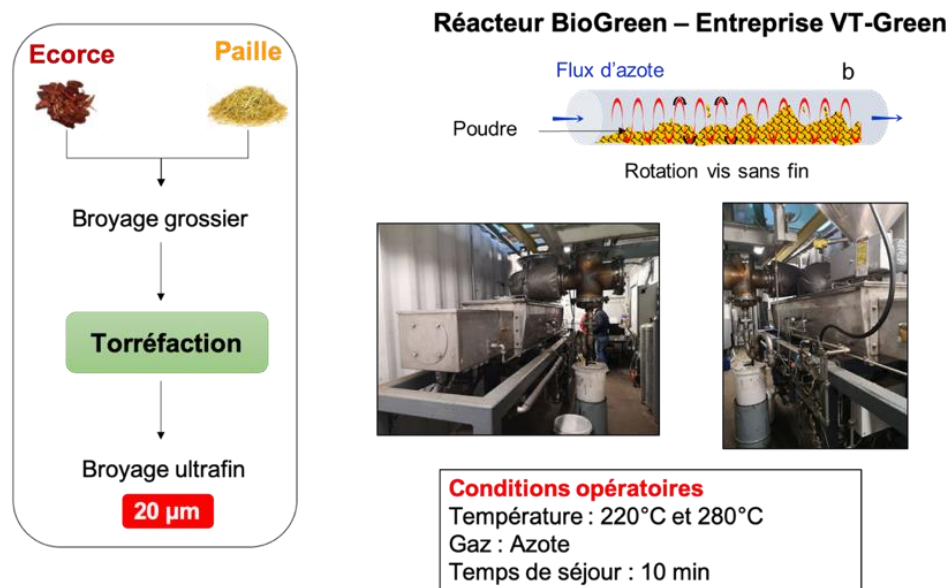 Réacteur BioGreen – Entreprise VT-Green
Ecorce
Paille
Broyage grossier
Torréfaction
Broyage ultrafin
20 µm
Flux d'azote
b
Poudre
Rotation vis sans fin
Conditions opératoires
Température : 220°C et 280°C
Gaz : Azote
Temps de séjour : 10 min